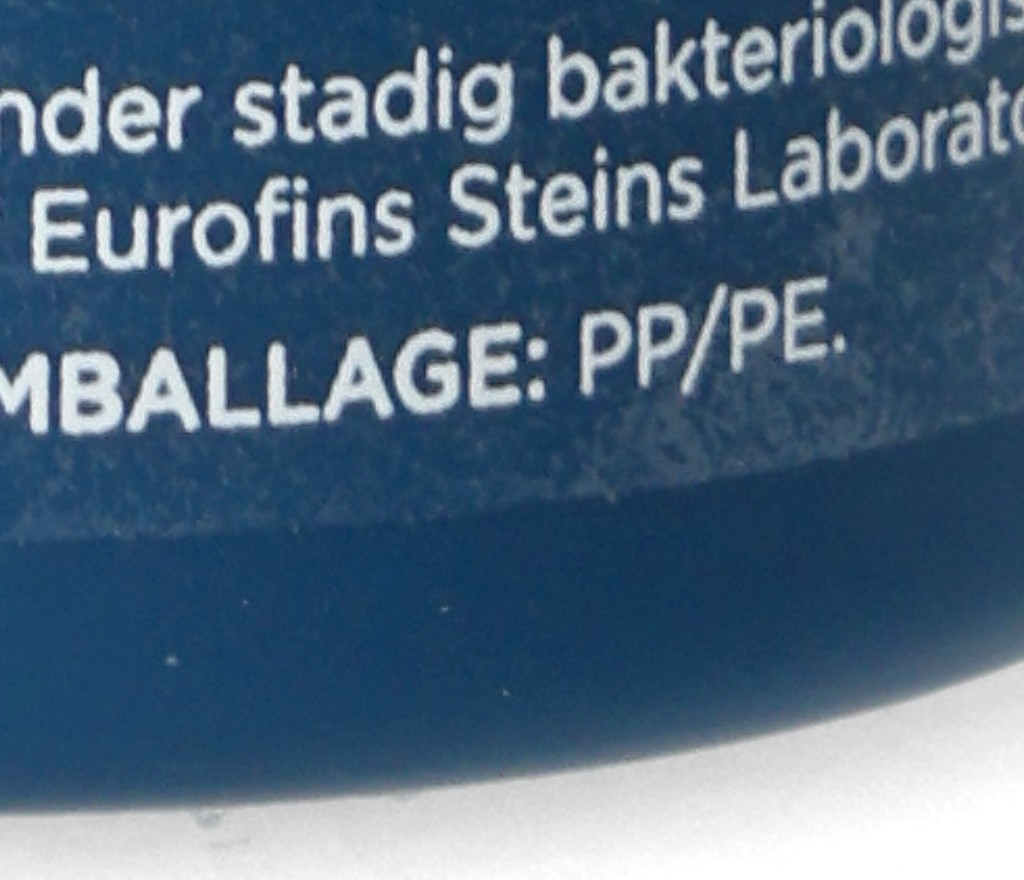 nder stadig bakteriologis
Eurofins Steins Laborato
MBALLAGE: PP/PE.